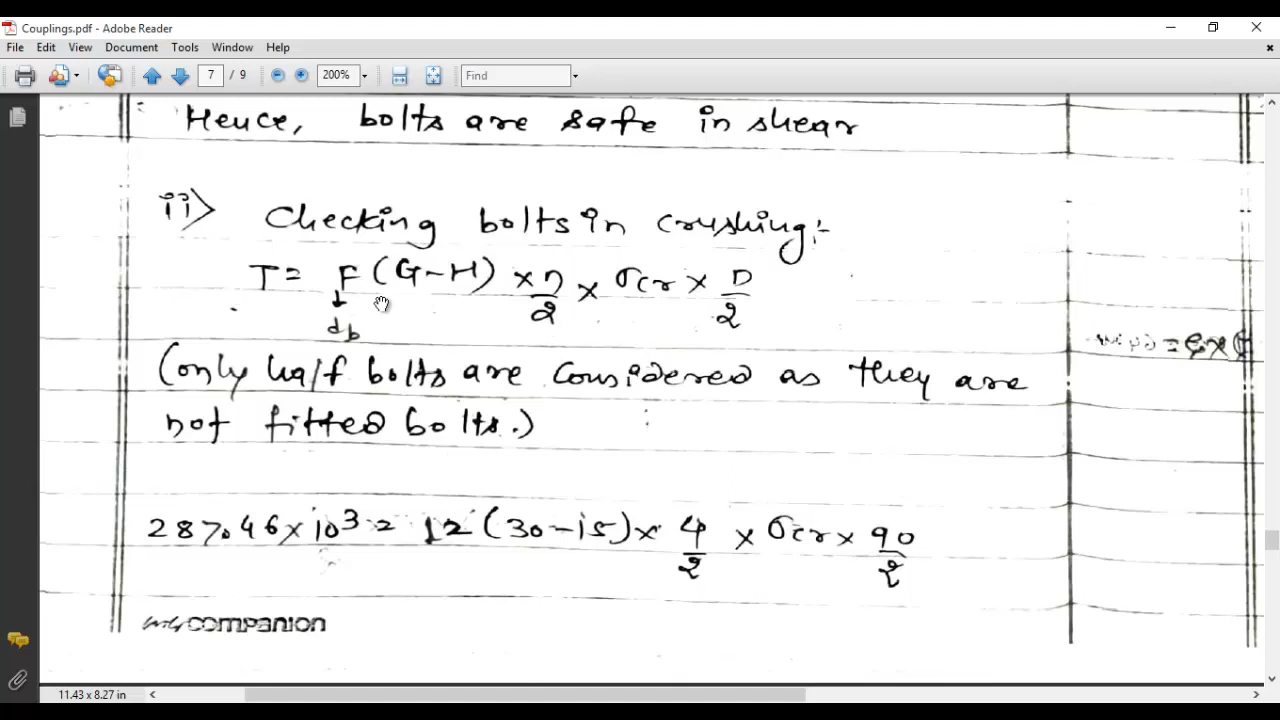 Couplings.pdf - Adobe Reader
File Edit View Document Tools Window Help
7 / 9 200% Find
Hence, bolts are safe in shear
ii) Checking bolts in crushing:-
T = F (G-H) × n/2 × σcr × D/2
db
(only half bolts are considered as they are
not fitted bolts.)
287.46 × 10³ = 12 (30-15) × 4/2 × σcr × 90/2
companion
11.43 x 8.27 in